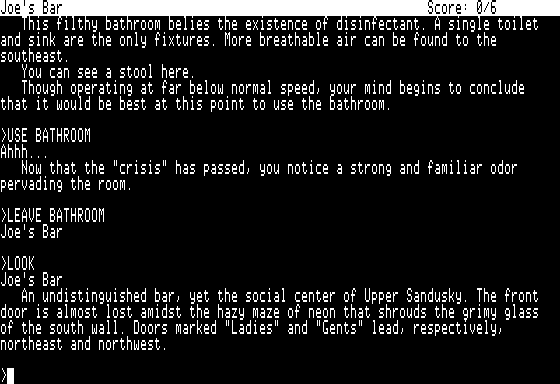 Joe's Bar Score: 0/6
This filthy bathroom belies the existence of disinfectant. A single toilet
and sink are the only fixtures. More breathable air can be found to the
southeast.
You can see a stool here.
Though operating at far below normal speed, your mind begins to conclude
that it would be best at this point to use the bathroom.
>USE BATHROOM
Ahhh...
Now that the "crisis" has passed, you notice a strong and familiar odor
pervading the room.
>LEAVE BATHROOM
Joe's Bar
>LOOK
Joe's Bar
An undistinguished bar, yet the social center of Upper Sandusky. The front
door is almost lost amidst the hazy maze of neon that shrouds the grimy glass
of the south wall. Doors marked "Ladies" and "Gents" lead, respectively,
northeast and northwest.
>